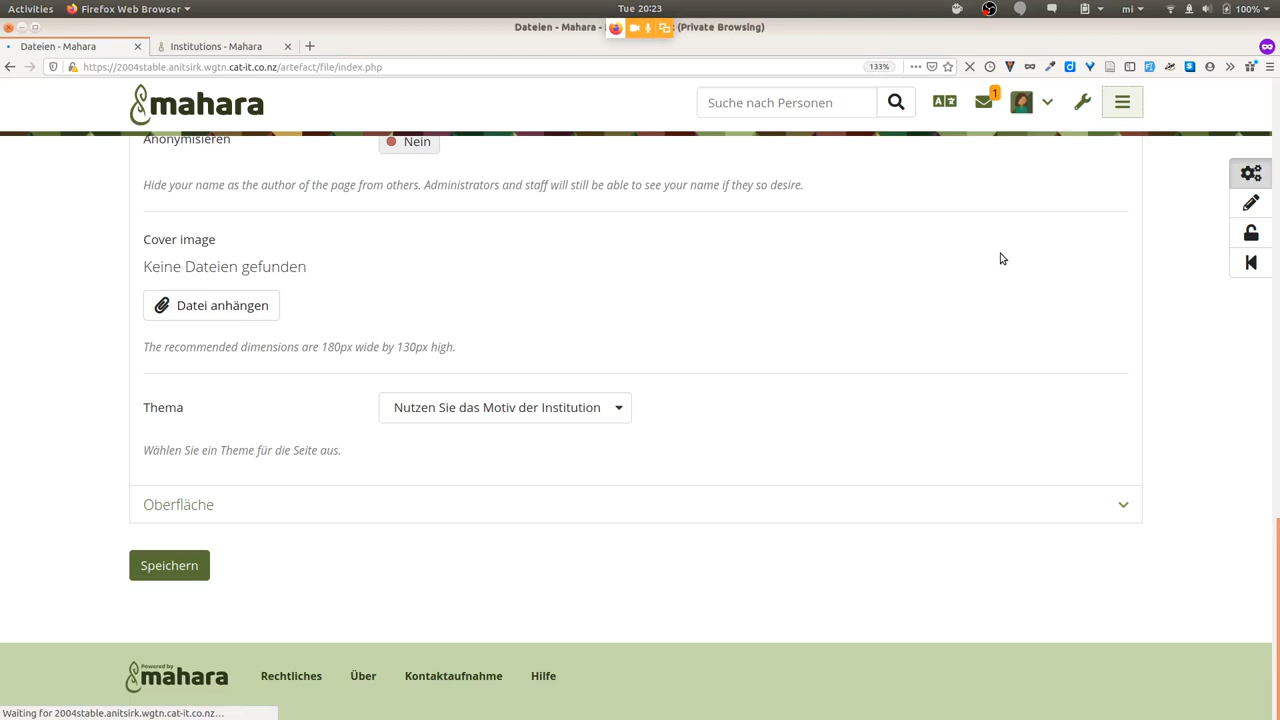 Activities
Firefox Web Browser
Tue 20:23
mi
100%
Dateien - Mahara - (Private Browsing)
Dateien - Mahara
Institutions - Mahara
https://2004stable.anitsirk.wgtn.cat-it.co.nz/artefact/file/index.php
133%
mahara
Suche nach Personen
1
Anonymisieren
Nein
Hide your name as the author of the page from others. Administrators and staff will still be able to see your name if they so desire.
Cover image
Keine Dateien gefunden
Datei anhängen
The recommended dimensions are 180px wide by 130px high.
Thema
Nutzen Sie das Motiv der Institution
Wählen Sie ein Theme für die Seite aus.
Oberfläche
Speichern
Powered by
mahara
Rechtliches
Über
Kontaktaufnahme
Hilfe
Waiting for 2004stable.anitsirk.wgtn.cat-it.co.nz…